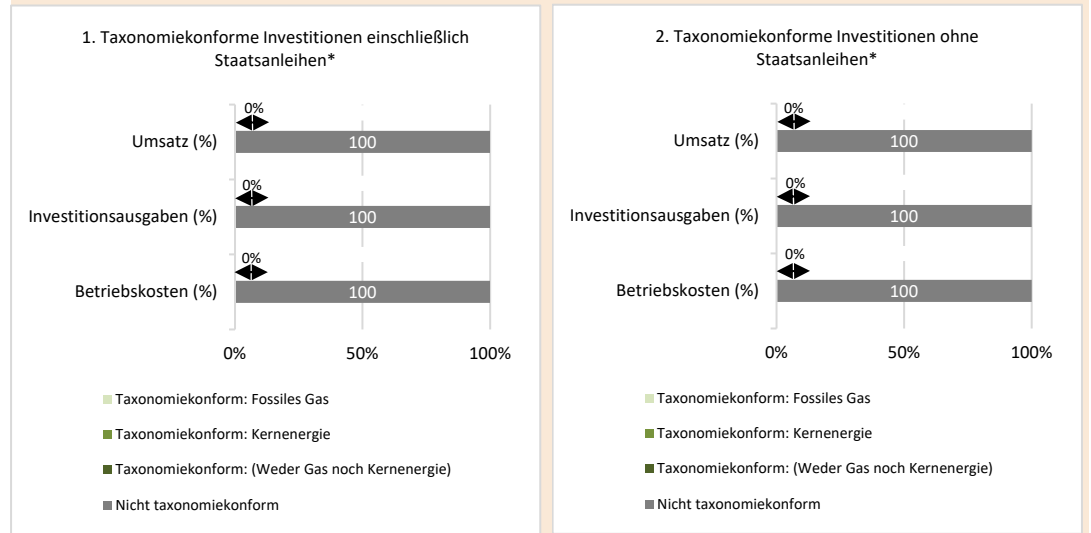 1. Taxonomiekonforme Investitionen einschließlich
Staatsanleihen*
0%
Umsatz (%)
100
0%
Investitionsausgaben (%)
100
0%
Betriebskosten (%)
100
0%
50%
100%
Taxonomiekonform: Fossiles Gas
Taxonomiekonform: Kernenergie
Taxonomiekonform: (Weder Gas noch Kernenergie)
Nicht taxonomiekonform
2. Taxonomiekonforme Investitionen ohne
Staatsanleihen*
0%
Umsatz (%)
100
0%
Investitionsausgaben (%)
100
0%
Betriebskosten (%)
100
0%
50%
100%
Taxonomiekonform: Fossiles Gas
Taxonomiekonform: Kernenergie
Taxonomiekonform: (Weder Gas noch Kernenergie)
Nicht taxonomiekonform